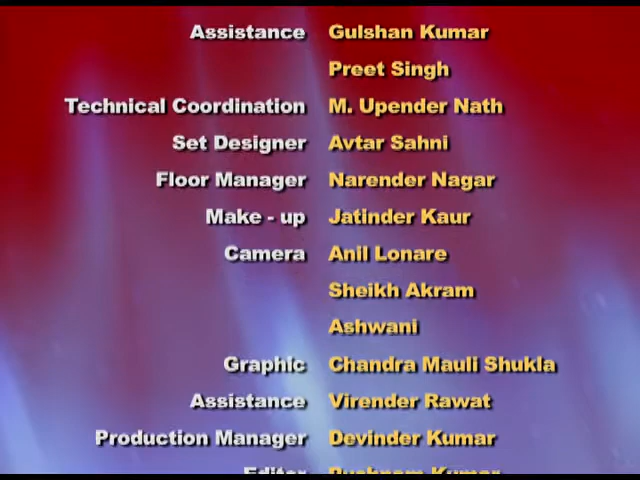 Assistance Gulshan Kumar
Preet Singh
Technical Coordination M. Upender Nath
Set Designer Avtar Sahni
Floor Manager Narender Nagar
Make - up Jatinder Kaur
Camera Anil Lonare
Sheikh Akram
Ashwani
Graphic Chandra Mauli Shukla
Assistance Virender Rawat
Production Manager Devinder Kumar
Editor Kumar